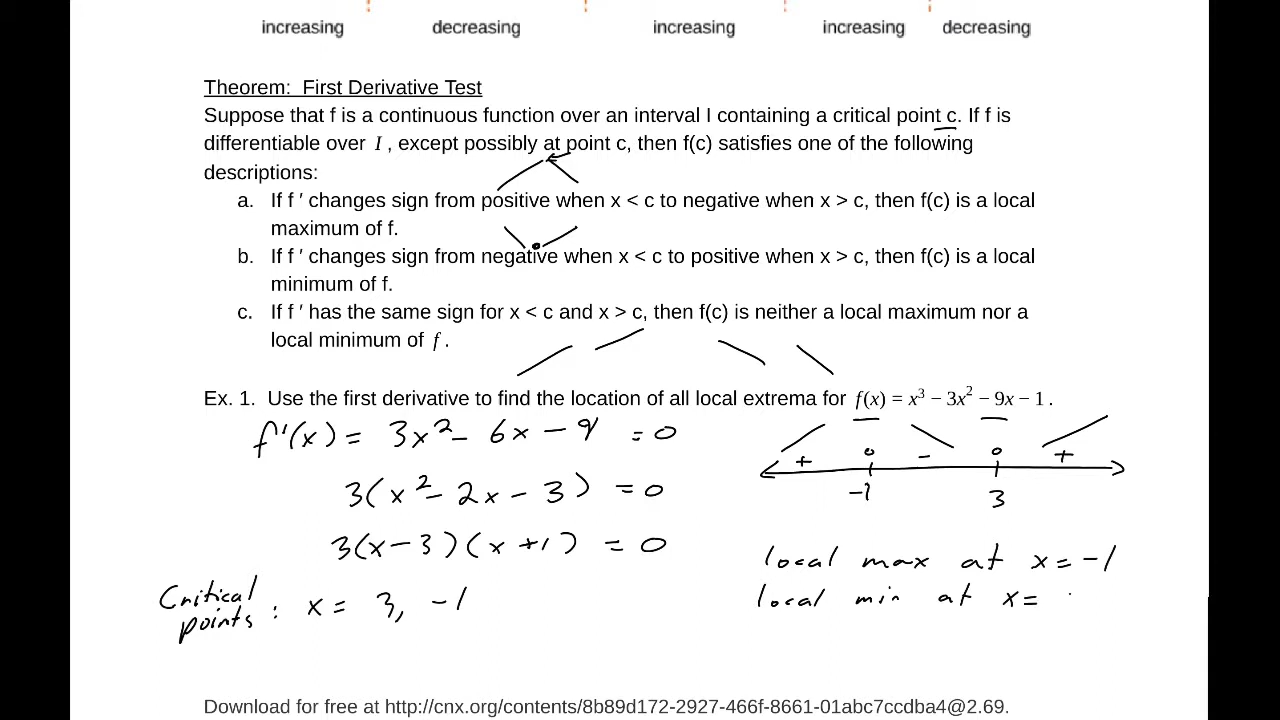 increasing decreasing increasing increasing decreasing
Theorem: First Derivative Test
Suppose that f is a continuous function over an interval I containing a critical point c. If f is
differentiable over I , except possibly at point c, then f(c) satisfies one of the following
descriptions:
a. If f ′ changes sign from positive when x < c to negative when x > c, then f(c) is a local
maximum of f.
b. If f ′ changes sign from negative when x < c to positive when x > c, then f(c) is a local
minimum of f.
c. If f ′ has the same sign for x < c and x > c, then f(c) is neither a local maximum nor a
local minimum of f .
Ex. 1. Use the first derivative to find the location of all local extrema for f(x) = x³ − 3x² − 9x − 1 .
f'(x) = 3x² - 6x - 9 = 0
+ 0 - 0 +
-1 3
3(x² - 2x - 3) = 0
3(x-3)(x+1) = 0
Critical points: x = 3, -1
local max at x = -1
local min at x =
Download for free at http://cnx.org/contents/8b89d172-2927-466f-8661-01abc7ccdba4@2.69.